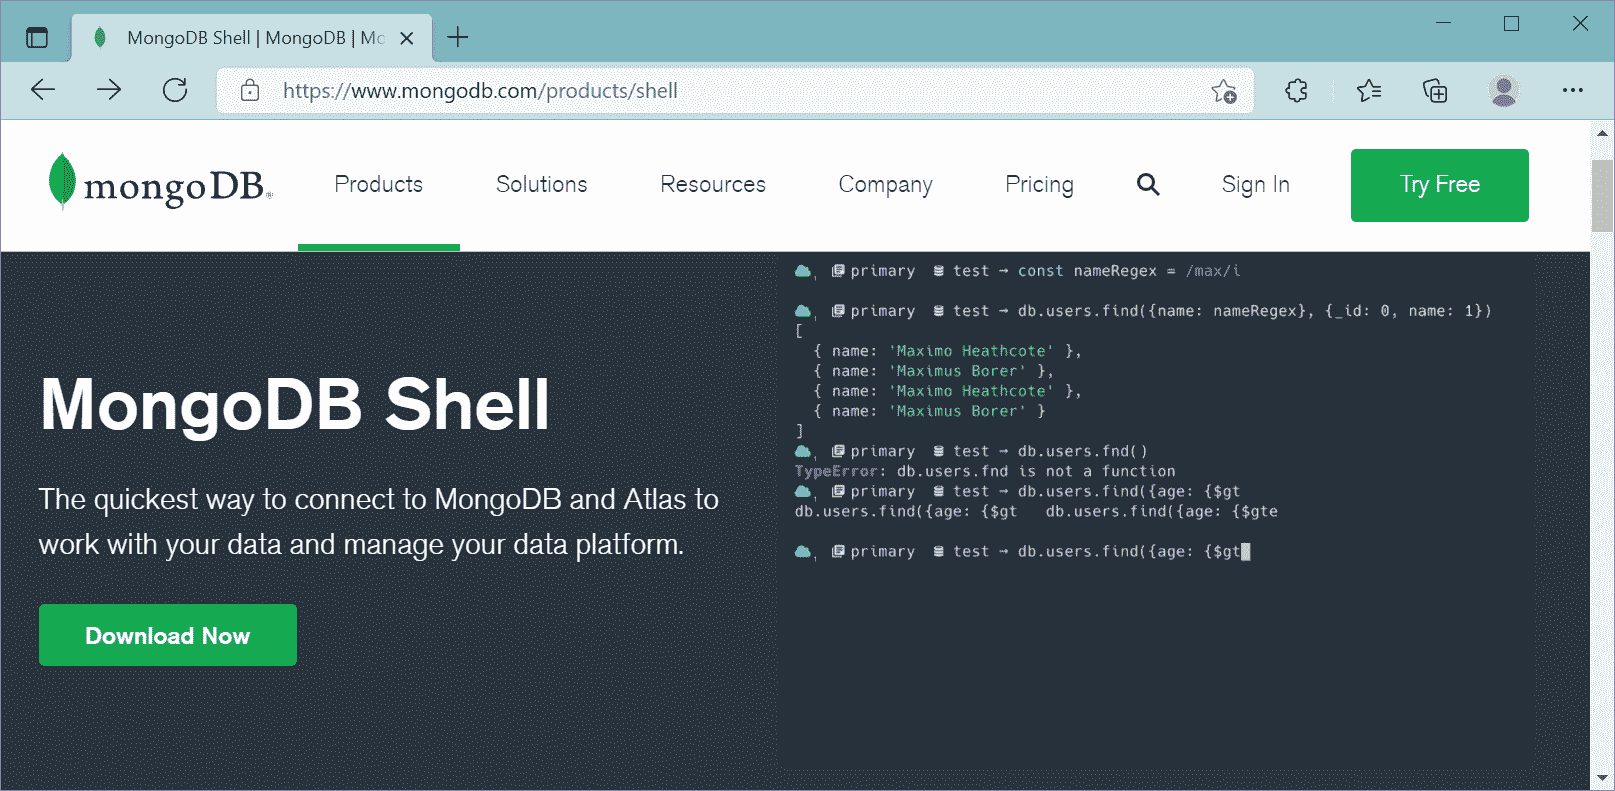 MongoDB Shell | MongoDB | Mo
https://www.mongodb.com/products/shell
mongoDB®
Products Solutions Resources Company Pricing Sign In Try Free
MongoDB Shell
The quickest way to connect to MongoDB and Atlas to
work with your data and manage your data platform.
Download Now
primary test → const nameRegex = /max/i
primary test → db.users.find({name: nameRegex}, {_id: 0, name: 1})
[
{ name: 'Maximo Heathcote' },
{ name: 'Maximus Borer' },
{ name: 'Maximo Heathcote' },
{ name: 'Maximus Borer' }
]
primary test → db.users.fnd()
TypeError: db.users.fnd is not a function
primary test → db.users.find({age: {$gt
db.users.find({age: {$gt db.users.find({age: {$gte
primary test → db.users.find({age: {$gt